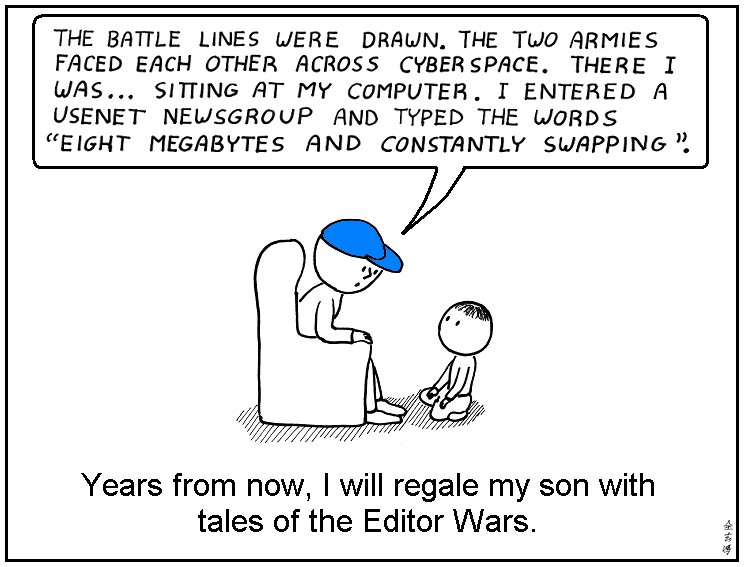 THE BATTLE LINES WERE DRAWN. THE TWO ARMIES
FACED EACH OTHER ACROSS CYBERSPACE. THERE I
WAS... SITTING AT MY COMPUTER. I ENTERED A
USENET NEWSGROUP AND TYPED THE WORDS
"EIGHT MEGABYTES AND CONSTANTLY SWAPPING".
Years from now, I will regale my son with
tales of the Editor Wars.